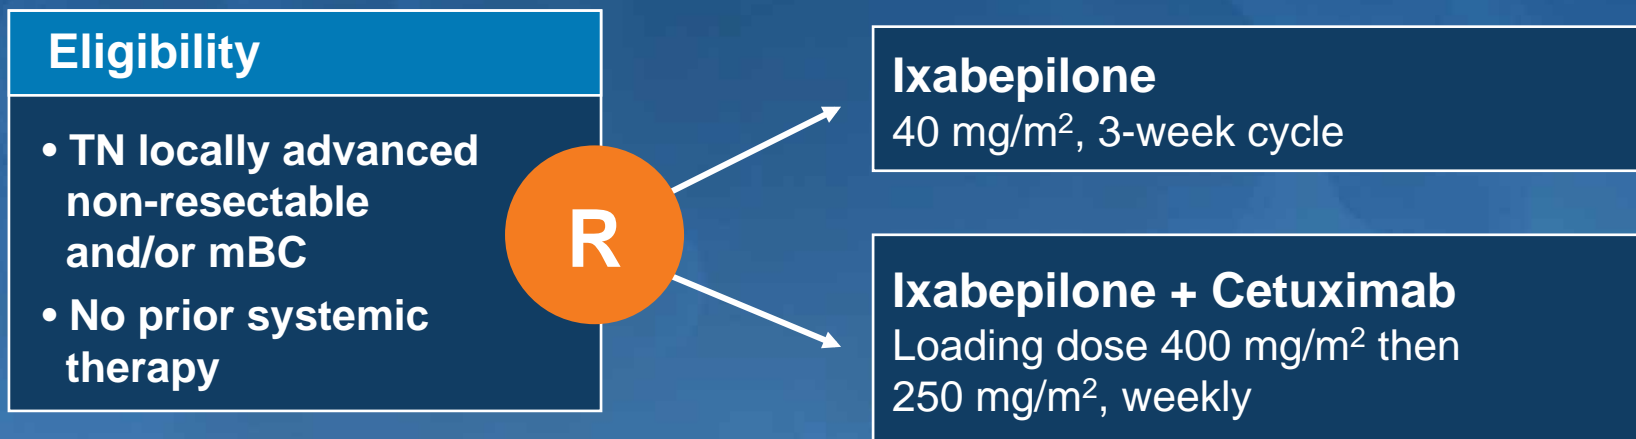 Eligibility
• TN locally advanced
non-resectable
and/or mBC
• No prior systemic
therapy
R
Ixabepilone
40 mg/m², 3-week cycle
Ixabepilone + Cetuximab
Loading dose 400 mg/m² then
250 mg/m², weekly